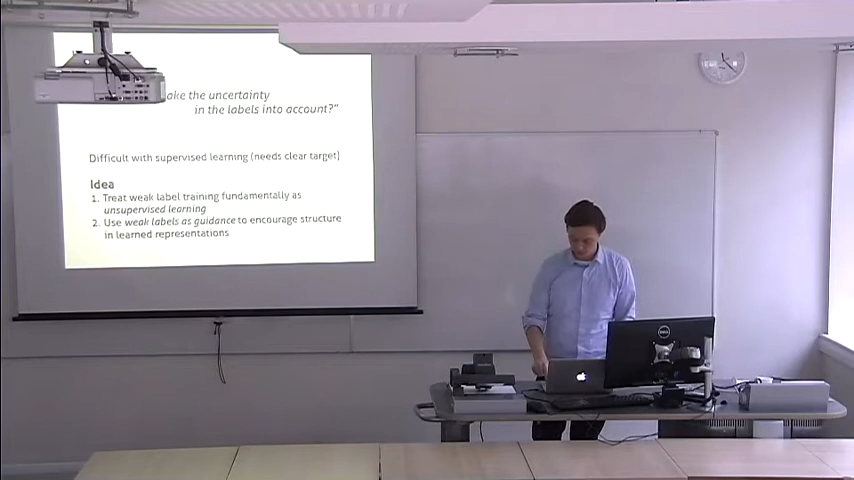 ake the uncertainty
in the labels into account?"
Difficult with supervised learning (needs clear target)
Idea
1. Treat weak label training fundamentally as
unsupervised learning
2. Use weak labels as guidance to encourage structure
in learned representations
DELL